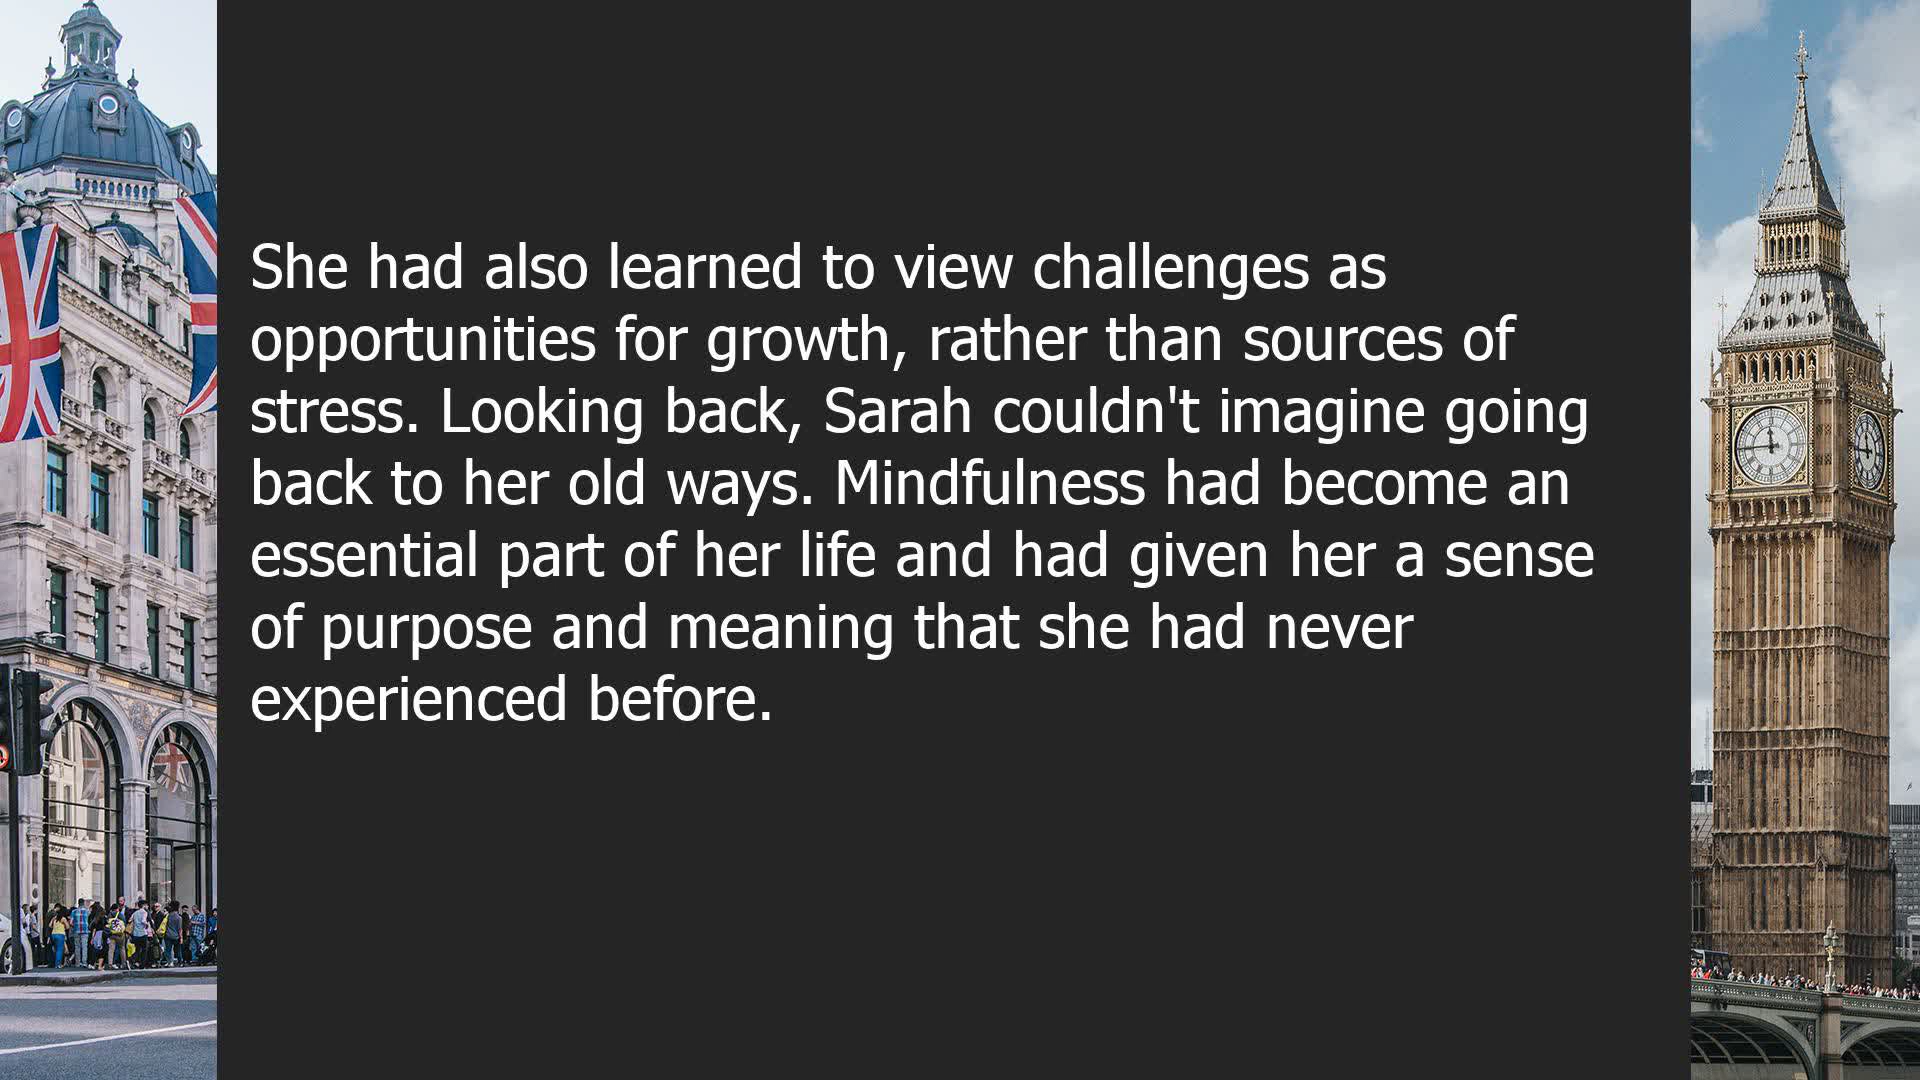 She had also learned to view challenges as
opportunities for growth, rather than sources of
stress. Looking back, Sarah couldn't imagine going
back to her old ways. Mindfulness had become an
essential part of her life and had given her a sense
of purpose and meaning that she had never
experienced before.